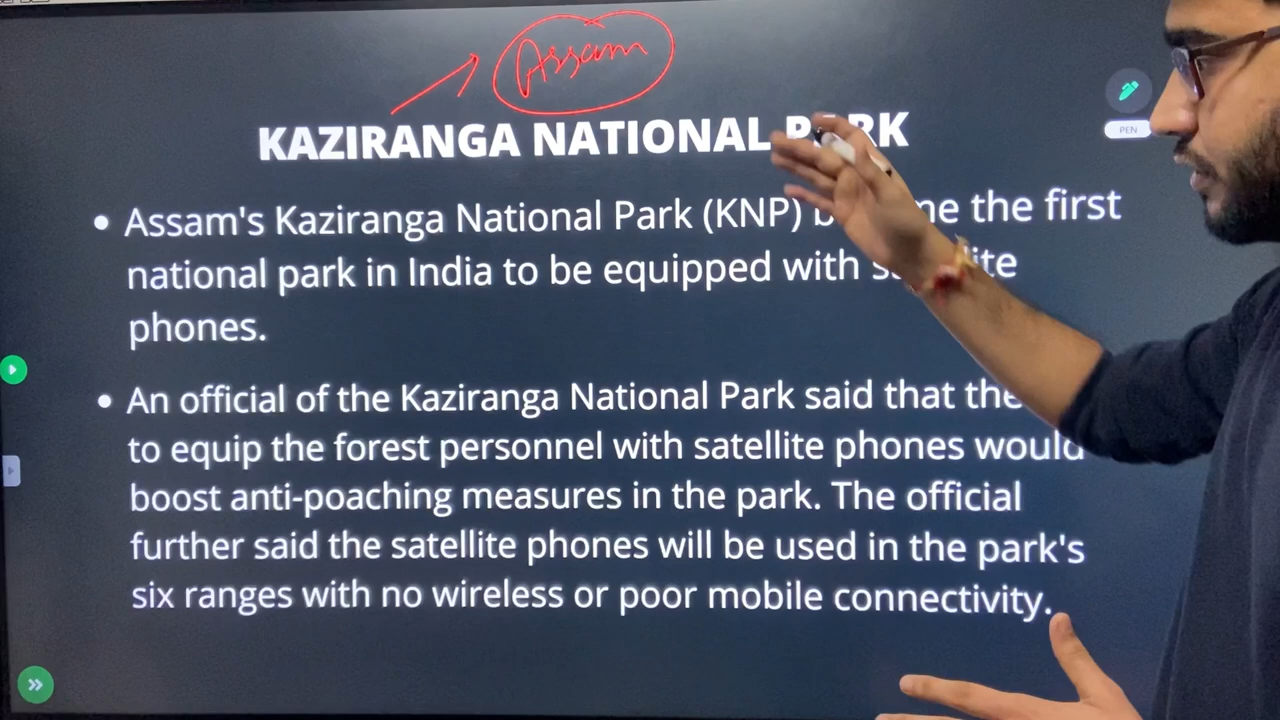 Assam
PEN
KAZIRANGA NATIONAL PARK
• Assam's Kaziranga National Park (KNP) the first
national park in India to be equipped with
phones.
• An official of the Kaziranga National Park said that
to equip the forest personnel with satellite phones would
boost anti-poaching measures in the park. The official
further said the satellite phones will be used in the park's
six ranges with no wireless or poor mobile connectivity.